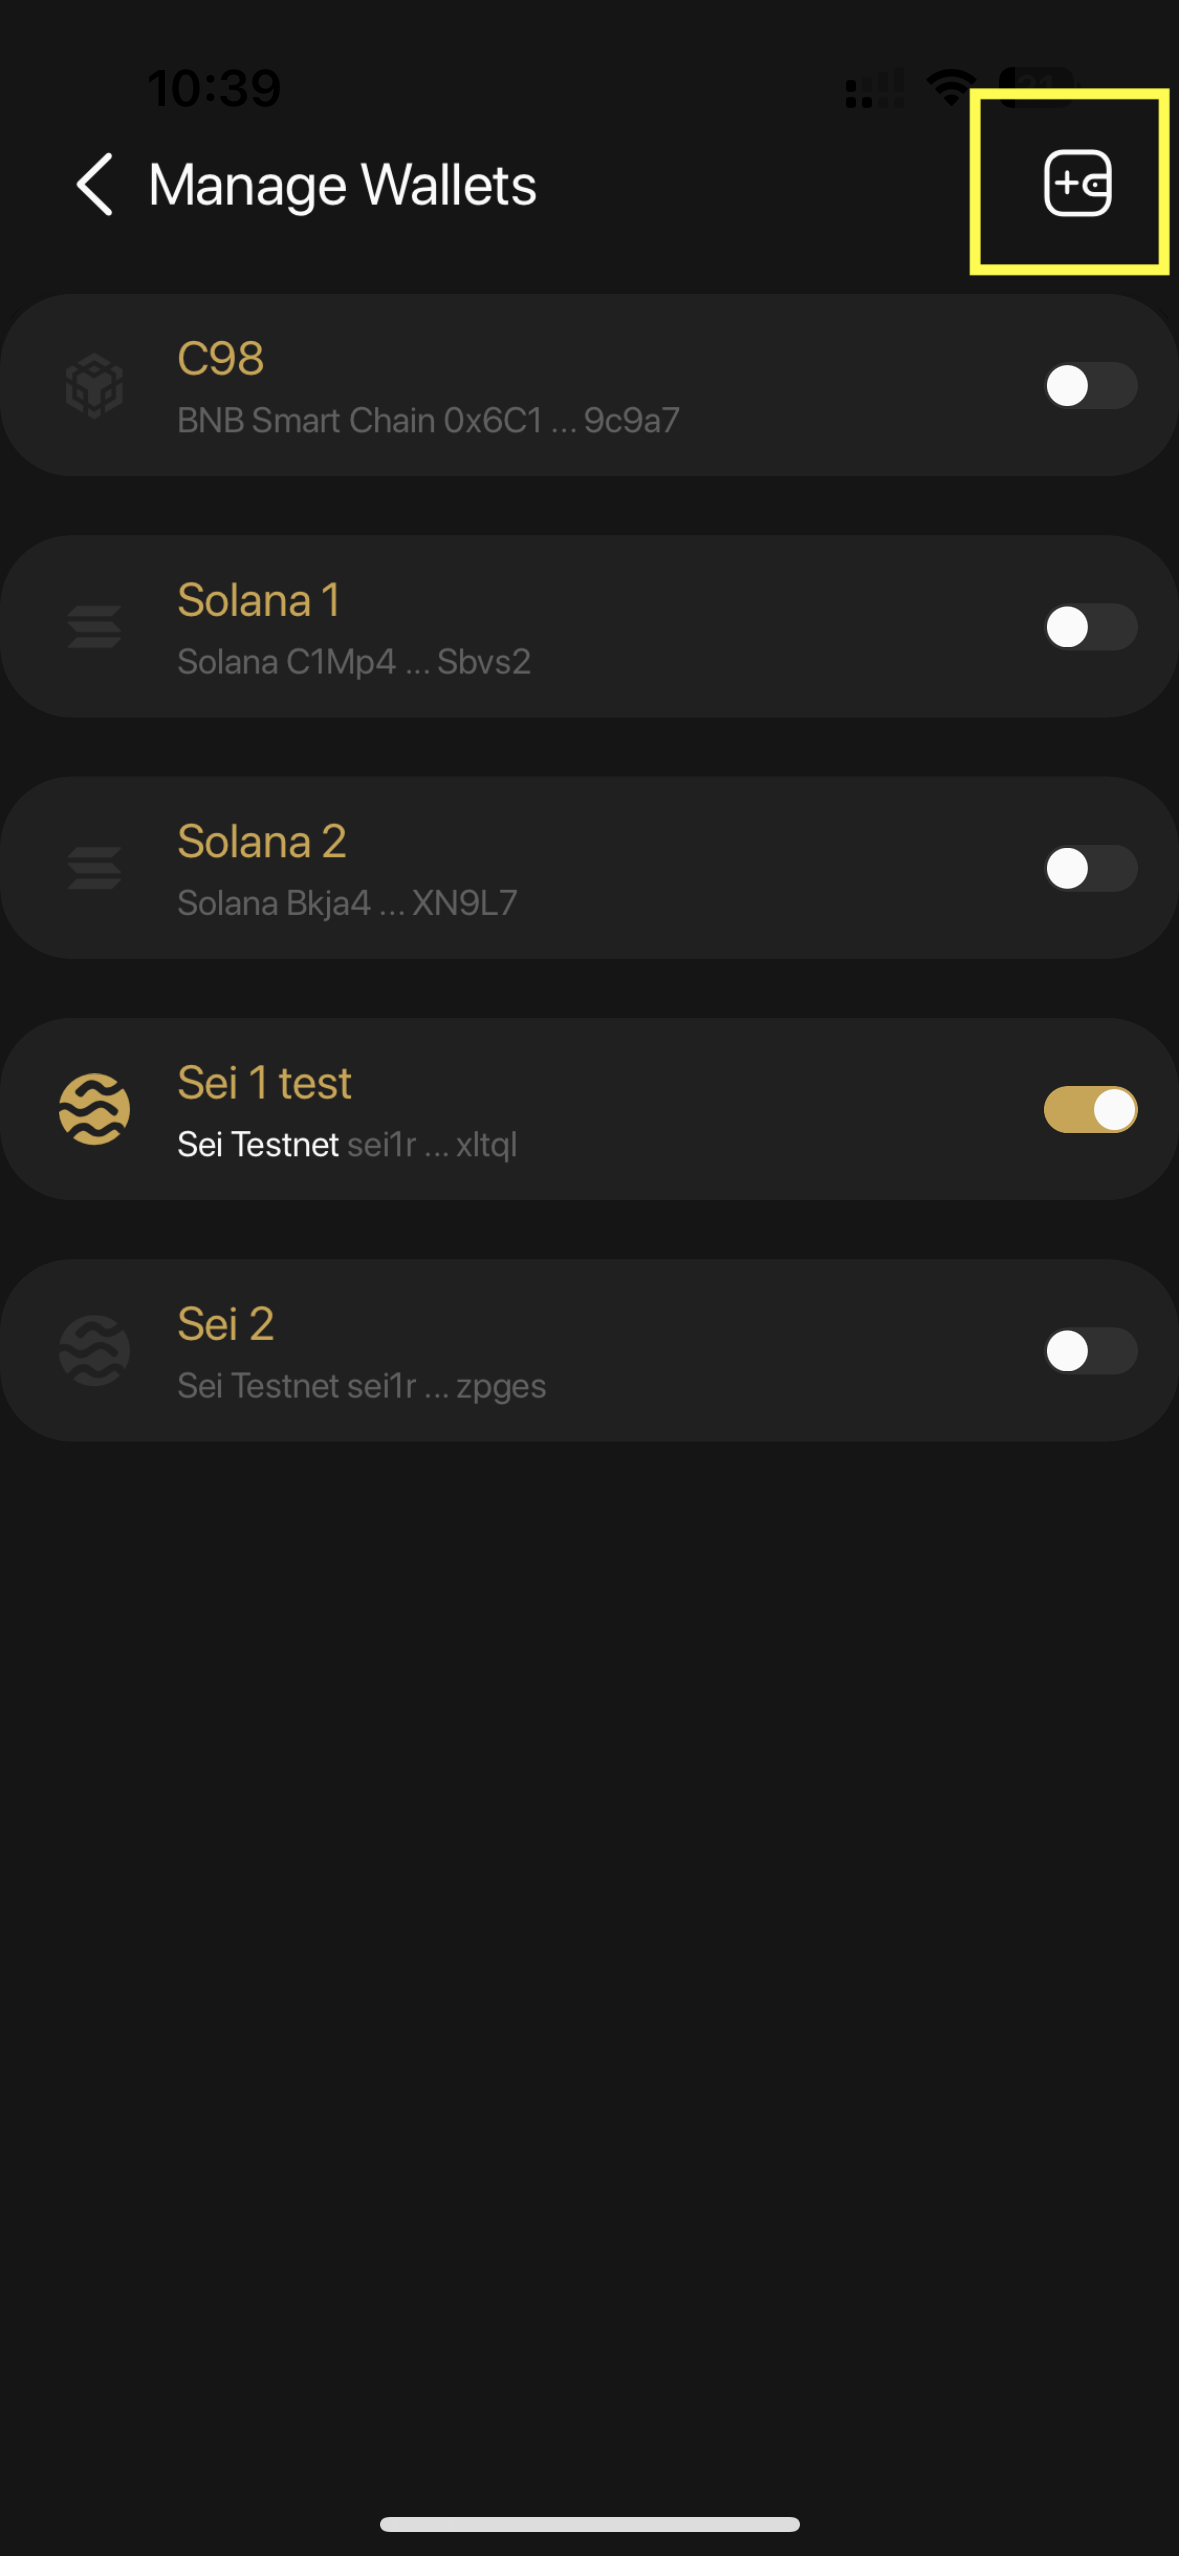 10:39
Manage Wallets
C98
BNB Smart Chain 0x6C1 ... 9c9a7
Solana 1
Solana C1Mp4 ... Sbvs2
Solana 2
Solana Bkja4 ... XN9L7
Sei 1 test
Sei Testnet sei1r ... xltql
Sei 2
Sei Testnet sei1r ... zpges